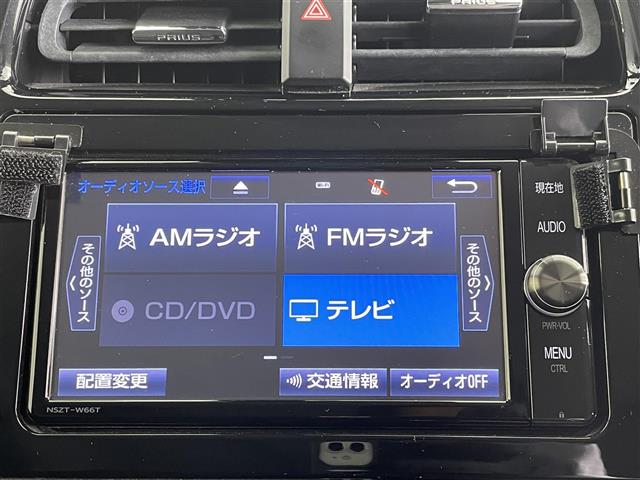 PRIUS
PRIUS
オーディオソース選択
Wi-Fi
現在地
AUDIO
AMラジオ
FMラジオ
その他のソース
その他のソース
CD/DVD
テレビ
PWR-VOL
MENU
CTRL
配置変更
交通情報
オーディオOFF
NSZT-W66T